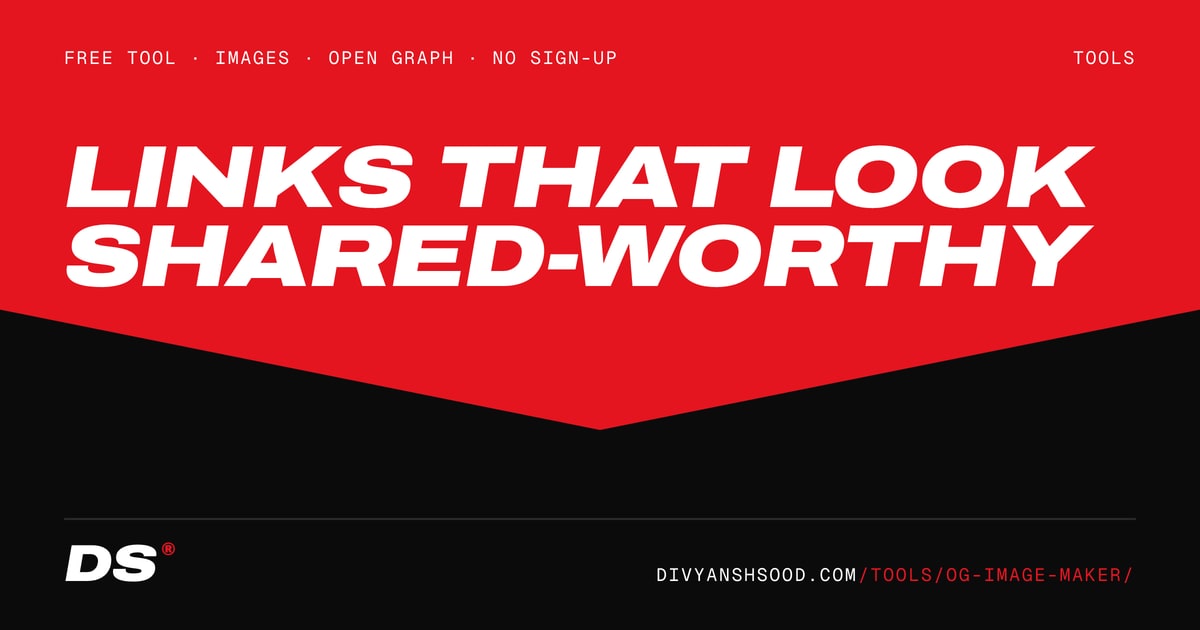 FREE TOOL · IMAGES · OPEN GRAPH · NO SIGN-UP
TOOLS
LINKS THAT LOOK
SHARED-WORTHY
DS®
DIVYANSHSOOD.COM/TOOLS/OG-IMAGE-MAKER/